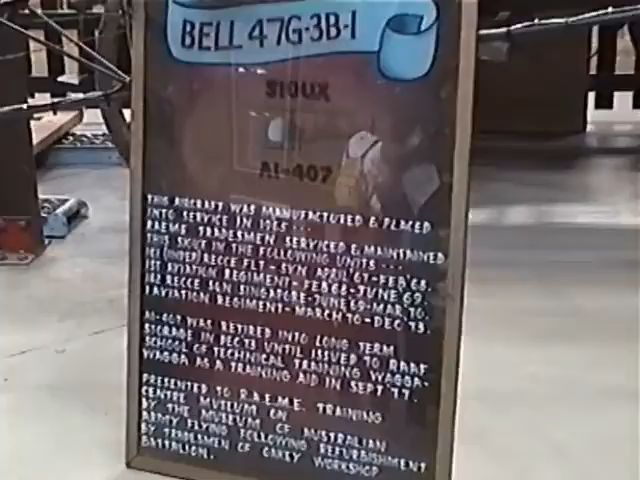 BELL 47G-3B-1
SIOUX
A1-407
THIS AIRCRAFT WAS MANUFACTURED & PLACED
INTO SERVICE IN 1965 ...
RAEME TRADESMEN SERVICED & MAINTAINED
THIS SIOUX IN THE FOLLOWING UNITS ...
161 (INDEP) RECCE FLT - SVN APRIL '67 - FEB '68.
1ST AVIATION REGIMENT - FEB 68 - JUNE '69.
182 RECCE SQN SINGAPORE - JUNE 69 - MAR 70.
1 AVIATION REGIMENT - MARCH 70 - DEC 73.
A1-407 WAS RETIRED INTO LONG TERM
STORAGE IN DEC 73 UNTIL ISSUED TO RAAF
SCHOOL OF TECHNICAL TRAINING WAGGA-
WAGGA AS A TRAINING AID IN SEPT '77.
PRESENTED TO R.A.E.M.E. TRAINING
CENTRE MUSEUM ON
BY THE MUSEUM OF AUSTRALIAN
ARMY FLYING FOLLOWING REFURBISHMENT
BY TRADESMEN OF OAKEY WORKSHOP
BATTALION.